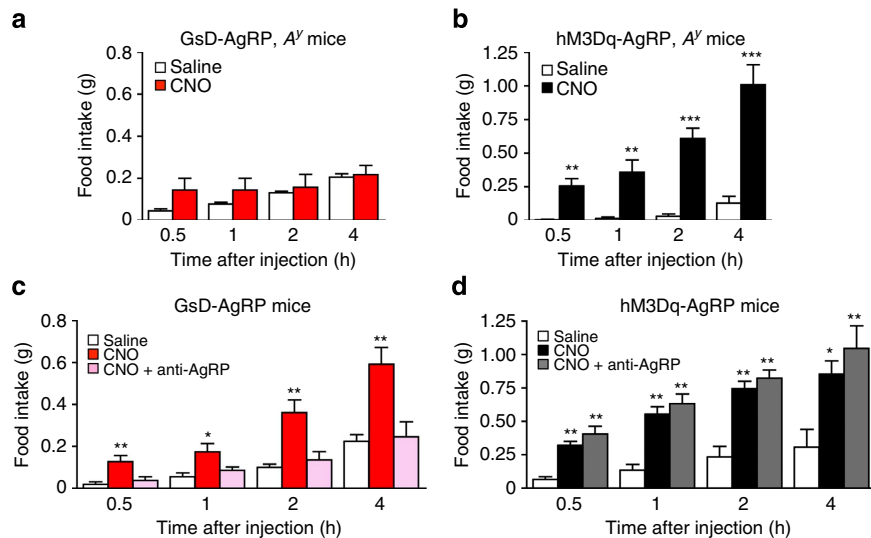 a
GsD-AgRP, Aʸ mice
Food intake (g)
0.8
0.6
0.4
0.2
0
Saline
CNO
0.5 1 2 4
Time after injection (h)
b
hM3Dq-AgRP, Aʸ mice
Food intake (g)
1.25
1.00
0.75
0.50
0.25
0
Saline
CNO
** ** *** ***
0.5 1 2 4
Time after injection (h)
c
GsD-AgRP mice
Food intake (g)
0.8
0.6
0.4
0.2
0
Saline
CNO
CNO + anti-AgRP
** * ** **
0.5 1 2 4
Time after injection (h)
d
hM3Dq-AgRP mice
Food intake (g)
1.25
1.00
0.75
0.50
0.25
0
Saline
CNO
CNO + anti-AgRP
** ** ** ** ** ** * **
0.5 1 2 4
Time after injection (h)